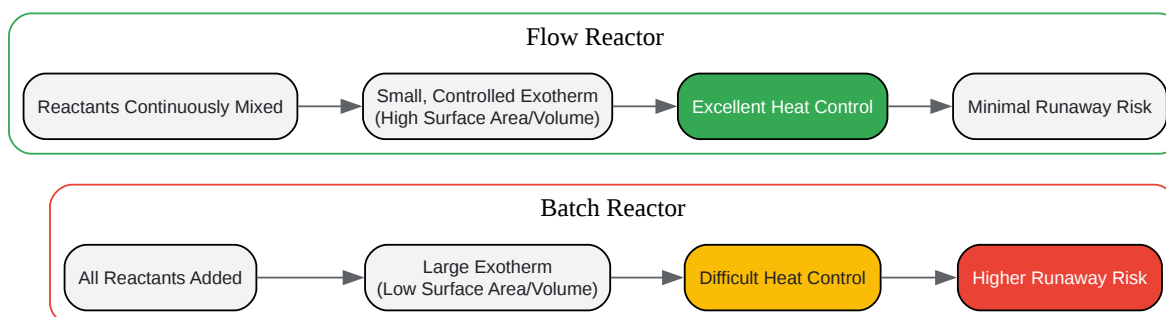 Flow Reactor
Reactants Continuously Mixed
Small, Controlled Exotherm
(High Surface Area/Volume)
Excellent Heat Control
Minimal Runaway Risk
Batch Reactor
All Reactants Added
Large Exotherm
(Low Surface Area/Volume)
Difficult Heat Control
Higher Runaway Risk